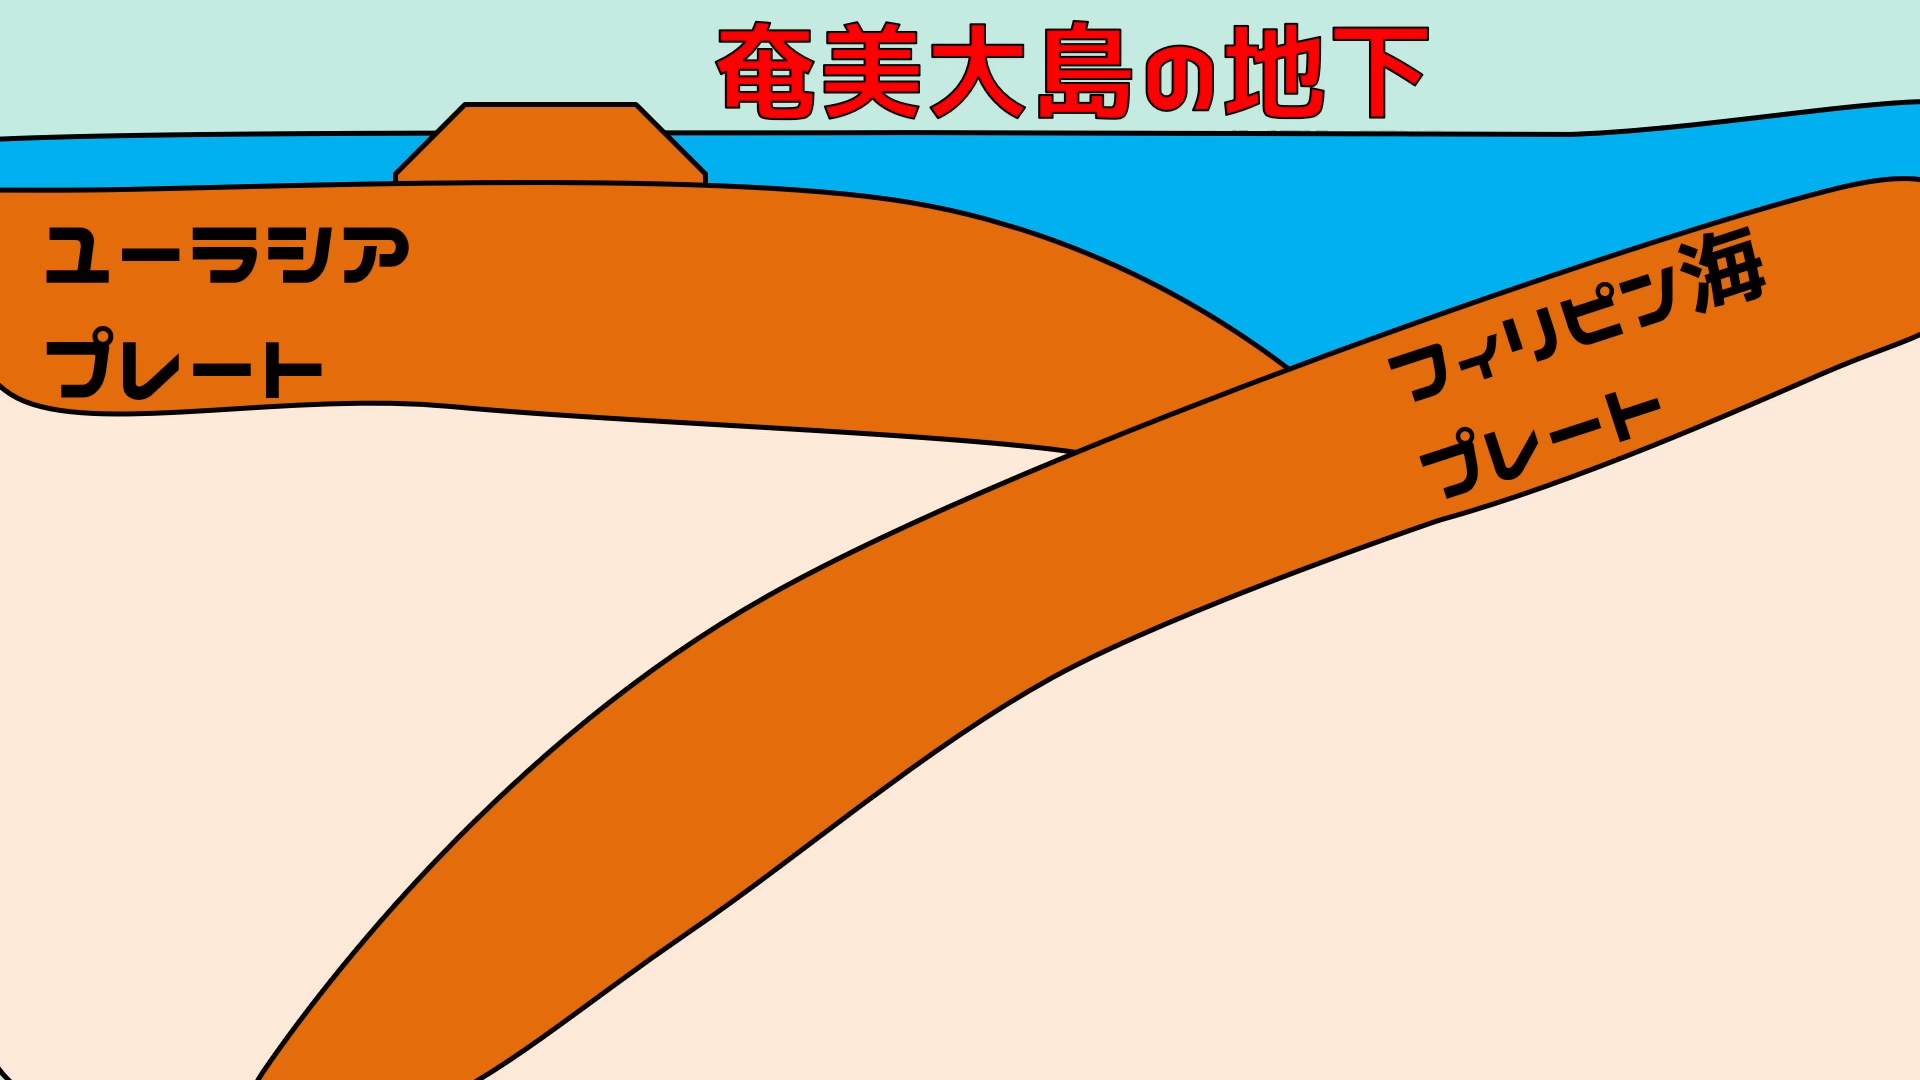 奄美大島の地下
ユーラシア
プレート
フィリピン海
プレート